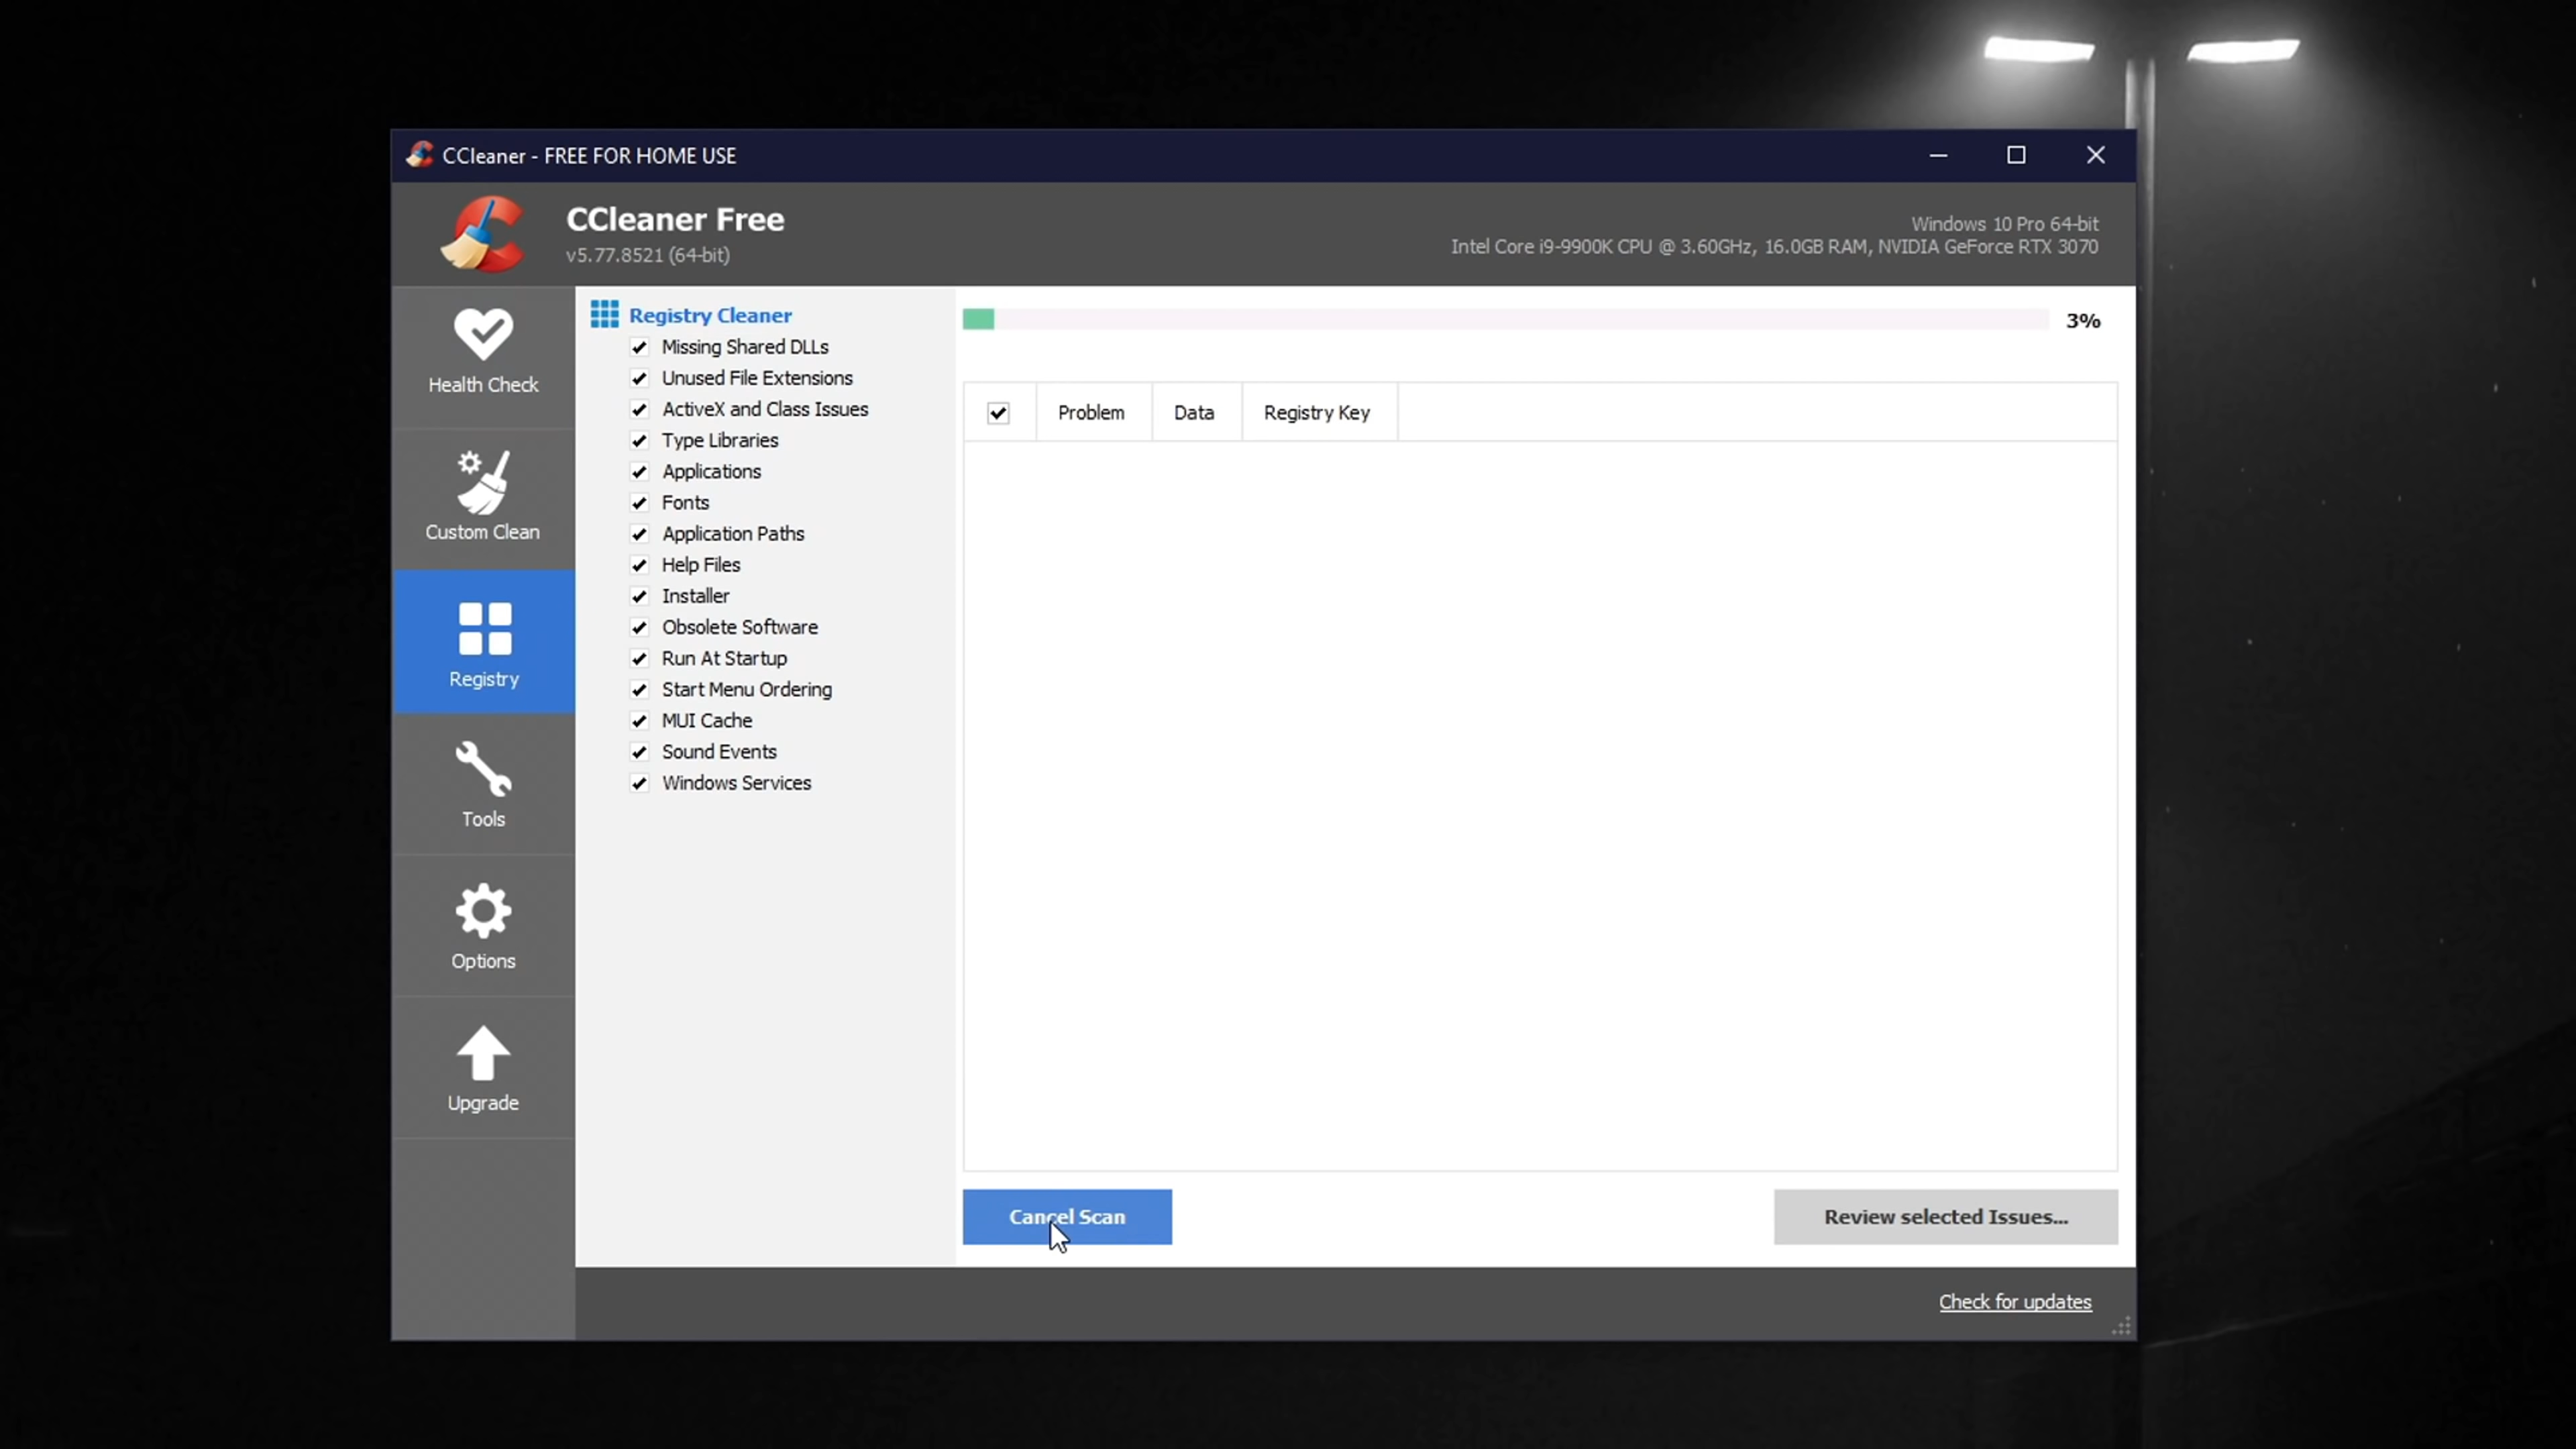 CCleaner - FREE FOR HOME USE
CCleaner Free
v5.77.8521 (64-bit)
Windows 10 Pro 64-bit
Intel Core i9-9900K CPU @ 3.60GHz, 16.0GB RAM, NVIDIA GeForce RTX 3070
Health Check
Custom Clean
Registry
Tools
Options
Upgrade
Registry Cleaner
Missing Shared DLLs
Unused File Extensions
ActiveX and Class Issues
Type Libraries
Applications
Fonts
Application Paths
Help Files
Installer
Obsolete Software
Run At Startup
Start Menu Ordering
MUI Cache
Sound Events
Windows Services
3%
Problem Data Registry Key
Cancel Scan
Review selected Issues...
Check for updates